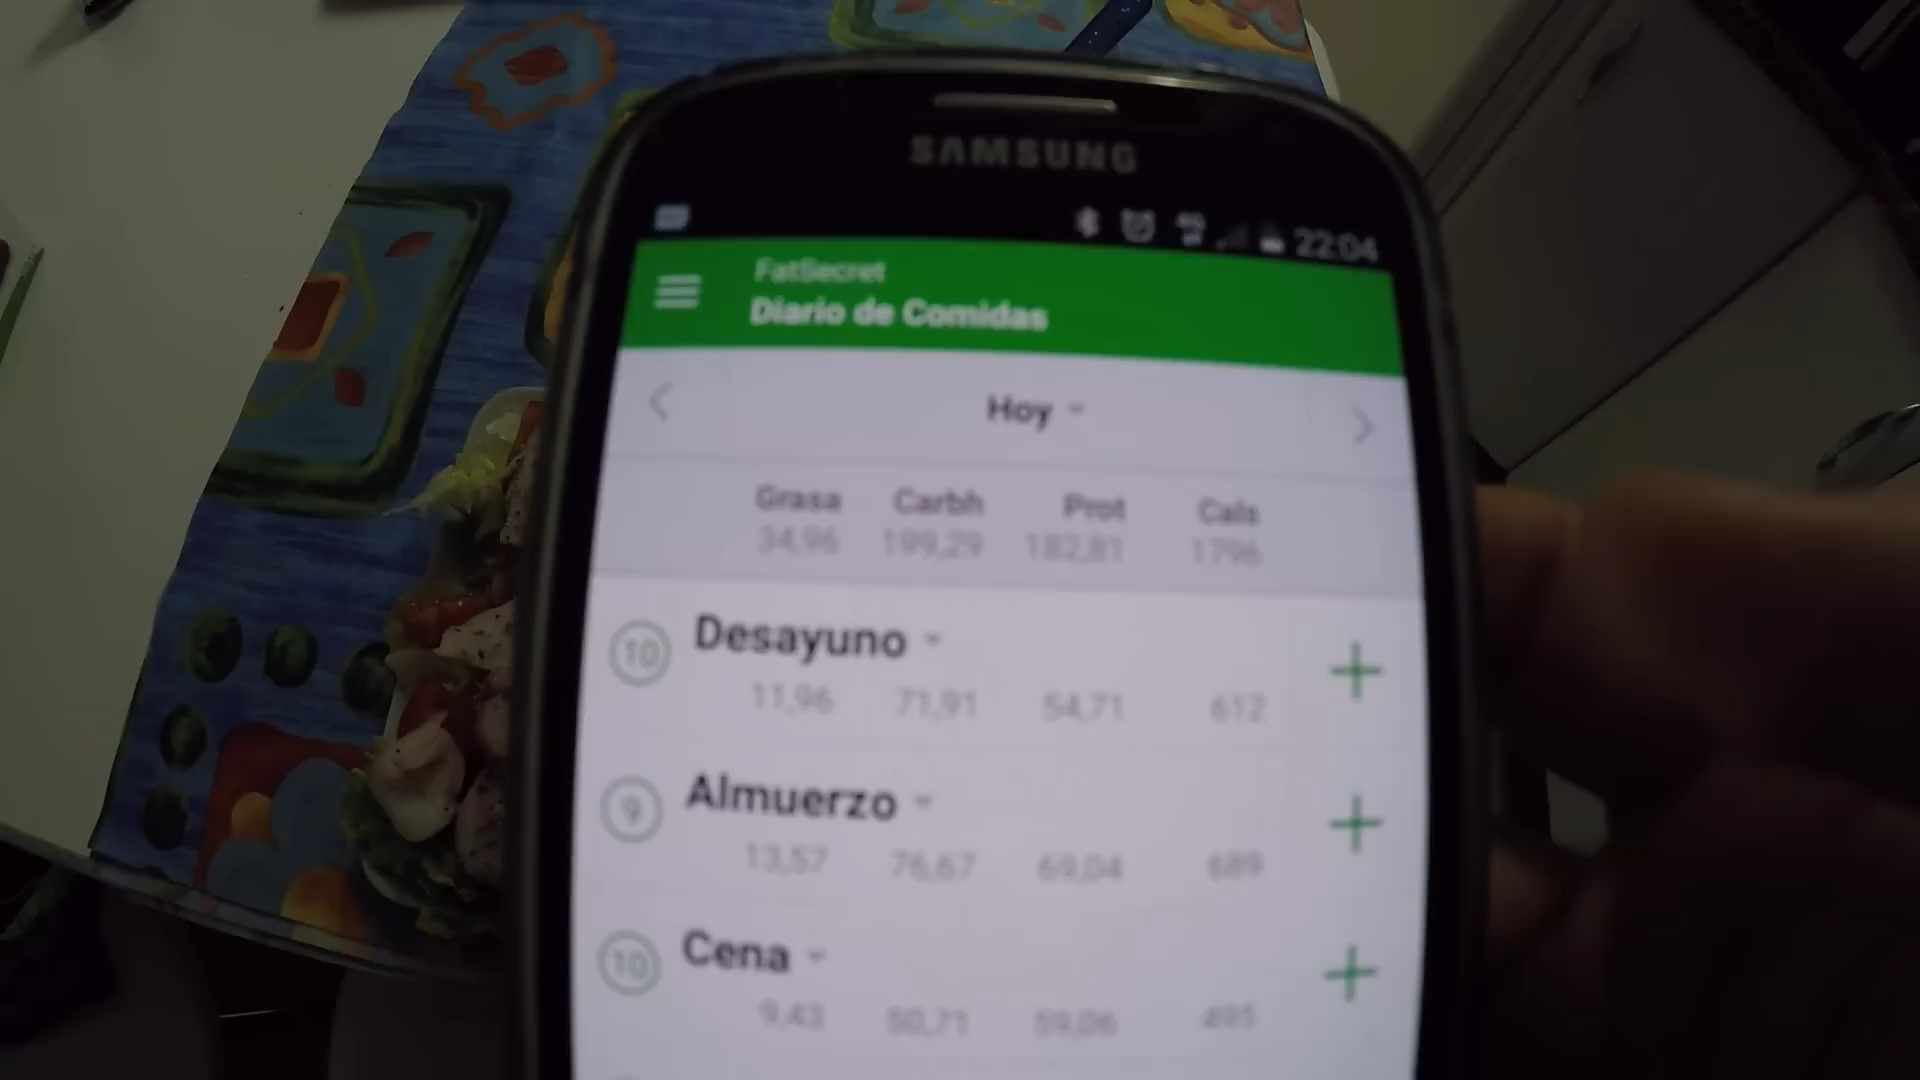 SAMSUNG
22:04
FatSecret
Diario de Comidas
Hoy
Grasa Carbh Prot Cals
34,96 199,29 182,81 1796
10 Desayuno
11,96 71,91 54,71 612
9 Almuerzo
13,57 76,67 69,04 689
10 Cena
9,43 50,71 59,06 495